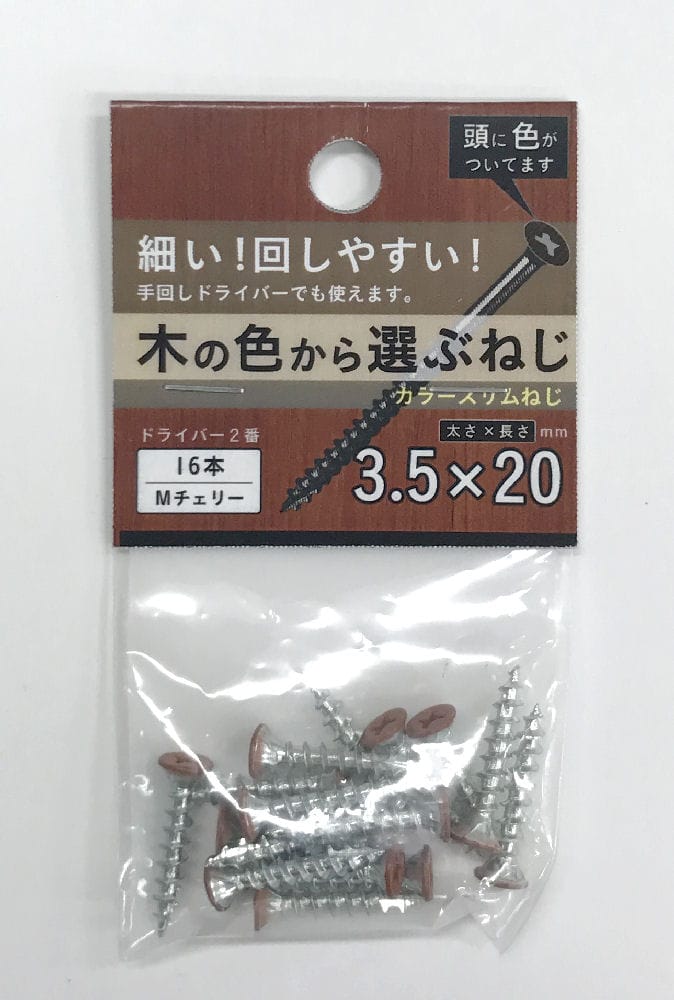 頭に色が
ついてます
細い!回しやすい!
手回しドライバーでも使えます。
木の色から選ぶねじ
カラースリムねじ
ドライバー2番
太さ×長さ mm
16本
Mチェリー
3.5×20